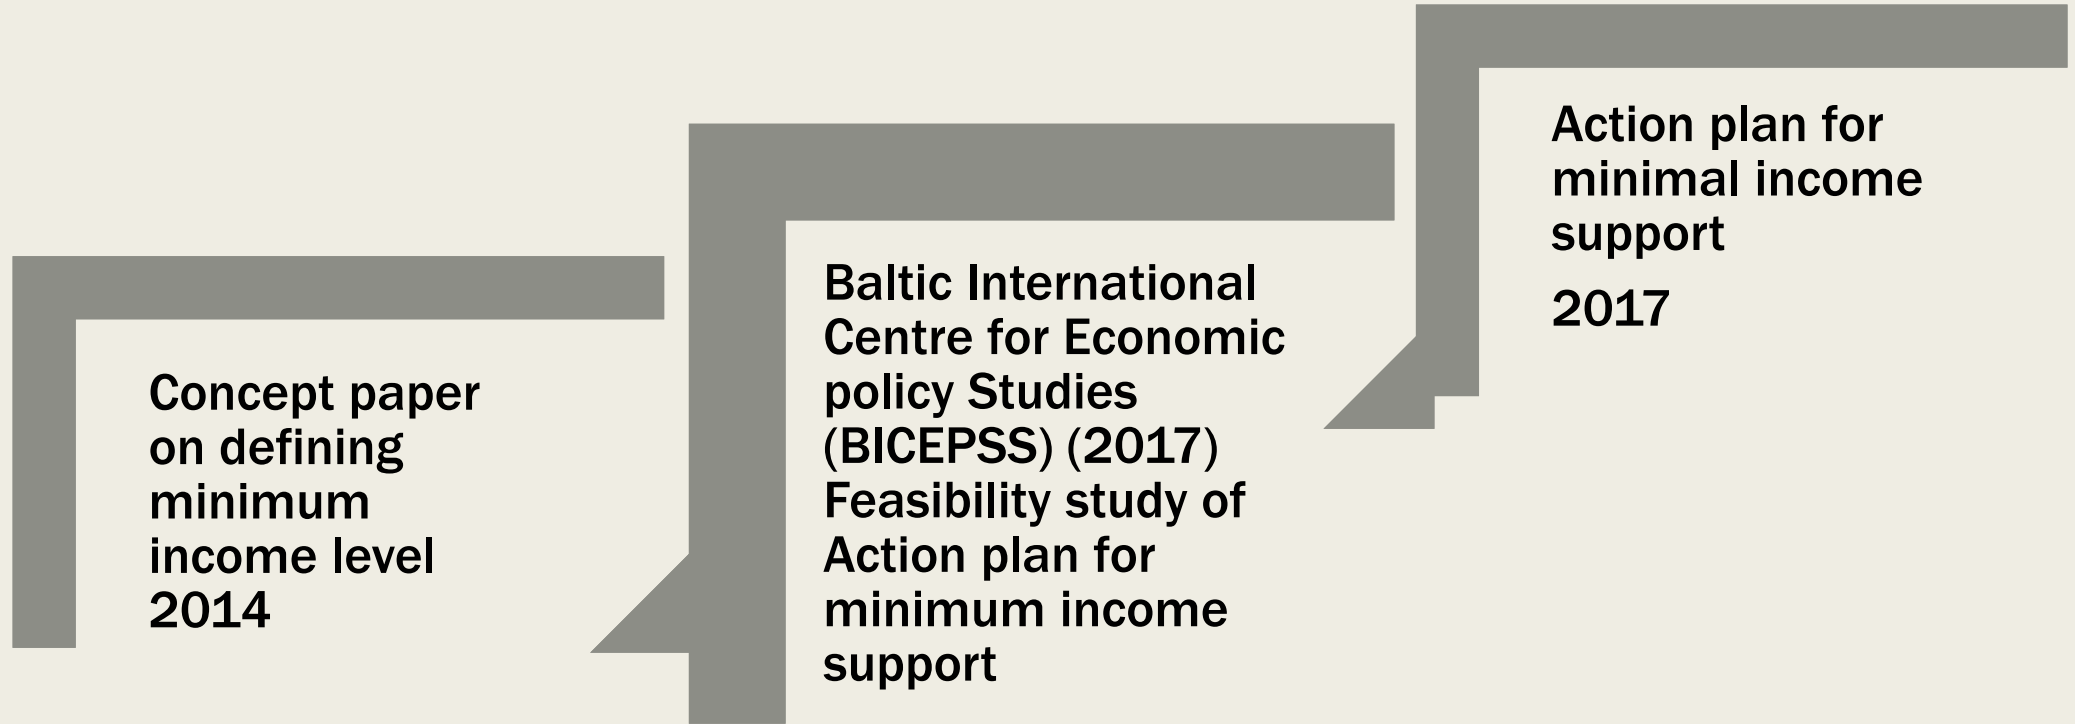 Concept paper
on defining
minimum
income level
2014
Baltic International
Centre for Economic
policy Studies
(BICEPSS) (2017)
Feasibility study of
Action plan for
minimum income
support
Action plan for
minimal income
support
2017